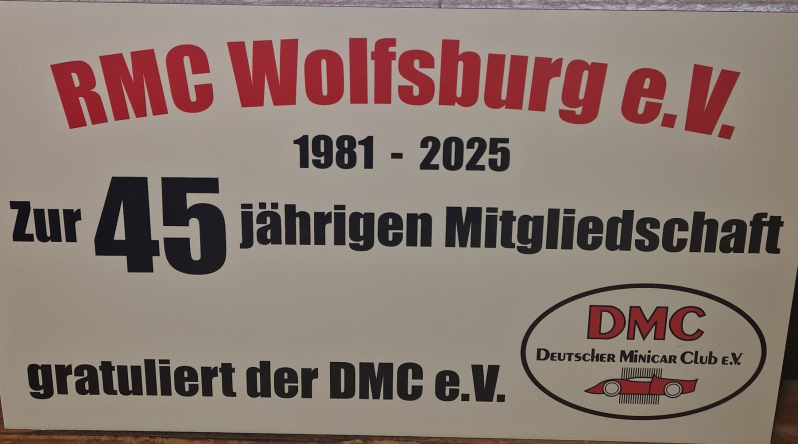 RMC Wolfsburg e.V.
1981 - 2025
Zur 45 jährigen Mitgliedschaft
gratuliert der DMC e.V.
DMC
DEUTSCHER MINICAR CLUB e.V.